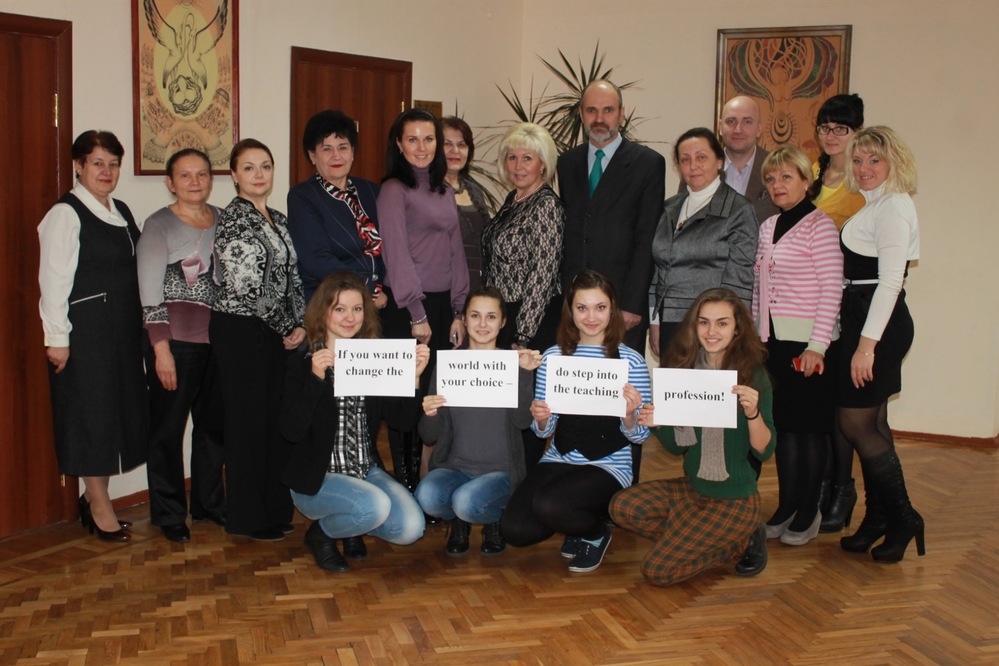 If you want to
change the
world with
your choice –
do step into
the teaching
profession!